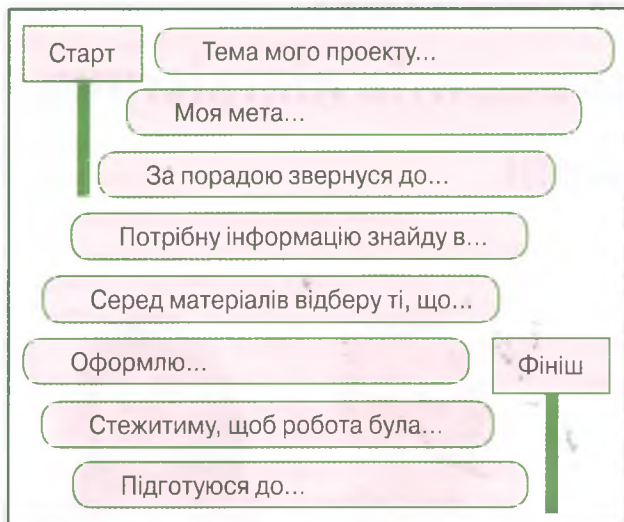 Старт
Тема мого проекту...
Моя мета...
За порадою звернуся до...
Потрібну інформацію знайду в...
Серед матеріалів відберу ті, що...
Оформлю...
Фініш
Стежитиму, щоб робота була...
Підготуюся до...